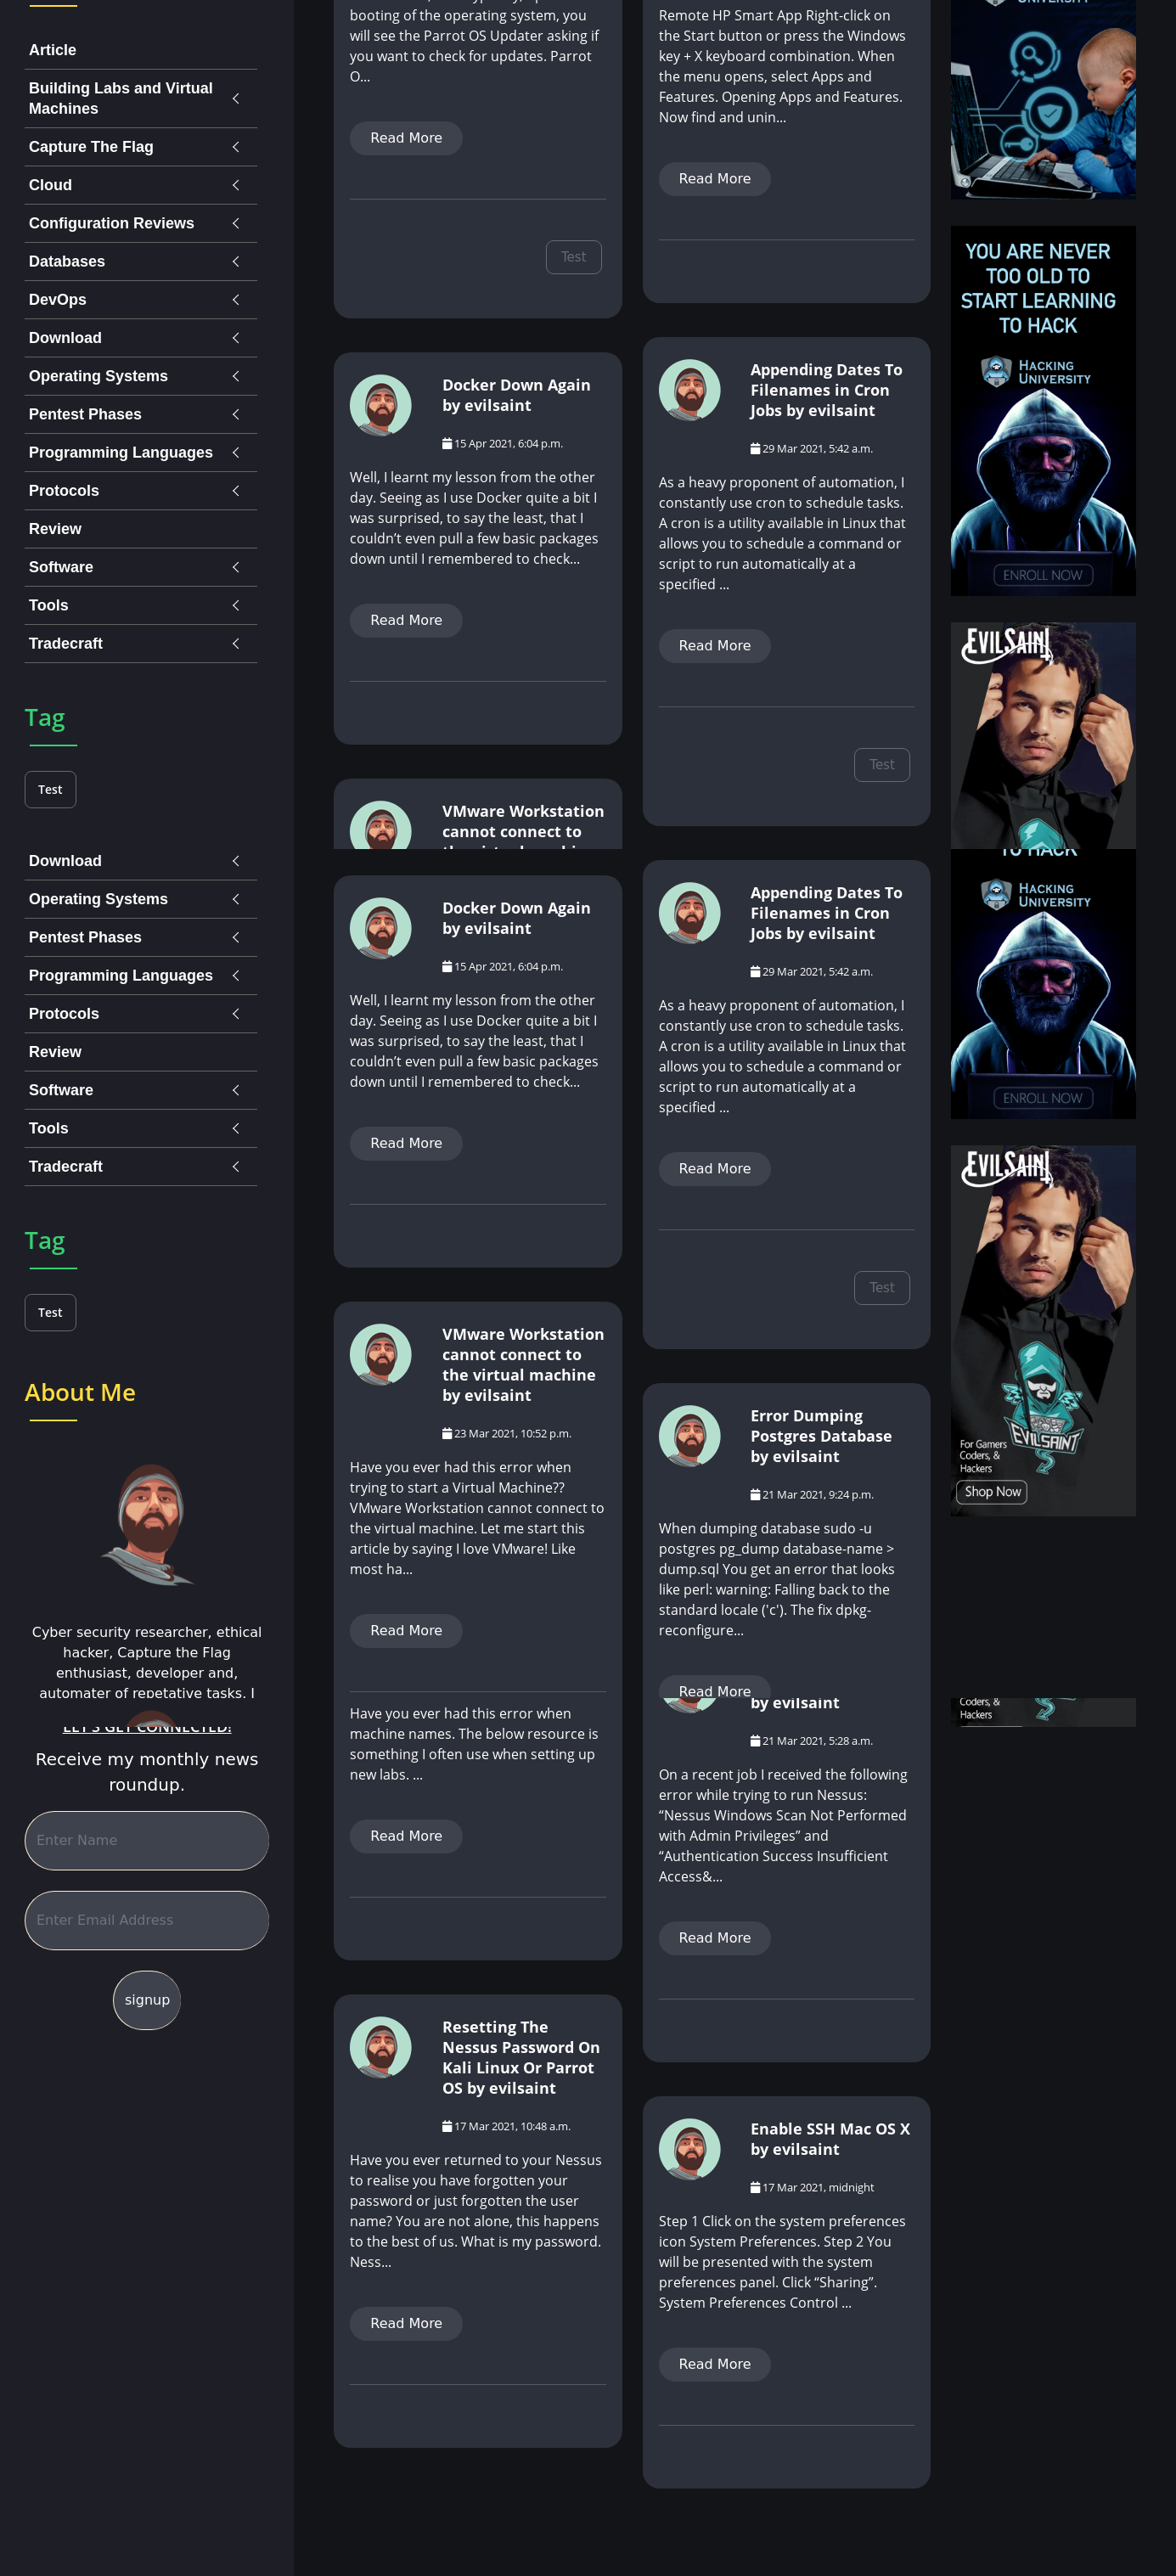 Article
Building Labs and Virtual
Machines
Capture The Flag
Cloud
Configuration Reviews
Databases
DevOps
Download
Operating Systems
Pentest Phases
Programming Languages
Protocols
Review
Software
Tools
Tradecraft
Tag
Test
Download
Operating Systems
Pentest Phases
Programming Languages
Protocols
Review
Software
Tools
Tradecraft
Tag
Test
About Me
Cyber security researcher, ethical
hacker, Capture the Flag
enthusiast, developer and,
automater of repetative tasks. I
LET'S GET CONNECTED!
Receive my monthly news
roundup.
Enter Name
Enter Email Address
signup
booting of the operating system, you
will see the Parrot OS Updater asking if
you want to check for updates. Parrot
O...
Read More
Test
Docker Down Again
by evilsaint
15 Apr 2021, 6:04 p.m.
Well, I learnt my lesson from the other
day. Seeing as I use Docker quite a bit I
was surprised, to say the least, that I
couldn’t even pull a few basic packages
down until I remembered to check...
Read More
VMware Workstation
cannot connect to
Docker Down Again
by evilsaint
15 Apr 2021, 6:04 p.m.
Well, I learnt my lesson from the other
day. Seeing as I use Docker quite a bit I
was surprised, to say the least, that I
couldn’t even pull a few basic packages
down until I remembered to check...
Read More
VMware Workstation
cannot connect to
the virtual machine
by evilsaint
23 Mar 2021, 10:52 p.m.
Have you ever had this error when
trying to start a Virtual Machine??
VMware Workstation cannot connect to
the virtual machine. Let me start this
article by saying I love VMware! Like
most ha...
Read More
Have you ever had this error when
machine names. The below resource is
something I often use when setting up
new labs. ...
Read More
Resetting The
Nessus Password On
Kali Linux Or Parrot
OS by evilsaint
17 Mar 2021, 10:48 a.m.
Have you ever returned to your Nessus
to realise you have forgotten your
password or just forgotten the user
name? You are not alone, this happens
to the best of us. What is my password.
Ness...
Read More
Remote HP Smart App Right-click on
the Start button or press the Windows
key + X keyboard combination. When
the menu opens, select Apps and
Features. Opening Apps and Features.
Now find and unin...
Read More
Appending Dates To
Filenames in Cron
Jobs by evilsaint
29 Mar 2021, 5:42 a.m.
As a heavy proponent of automation, I
constantly use cron to schedule tasks.
A cron is a utility available in Linux that
allows you to schedule a command or
script to run automatically at a
specified ...
Read More
Test
Appending Dates To
Filenames in Cron
Jobs by evilsaint
29 Mar 2021, 5:42 a.m.
As a heavy proponent of automation, I
constantly use cron to schedule tasks.
A cron is a utility available in Linux that
allows you to schedule a command or
script to run automatically at a
specified ...
Read More
Test
Error Dumping
Postgres Database
by evilsaint
21 Mar 2021, 9:24 p.m.
When dumping database sudo -u
postgres pg_dump database-name >
dump.sql You get an error that looks
like perl: warning: Falling back to the
standard locale ('c'). The fix dpkg-
reconfigure...
Read More
by evilsaint
21 Mar 2021, 5:28 a.m.
On a recent job I received the following
error while trying to run Nessus:
“Nessus Windows Scan Not Performed
with Admin Privileges” and
“Authentication Success Insufficient
Access&...
Read More
Enable SSH Mac OS X
by evilsaint
17 Mar 2021, midnight
Step 1 Click on the system preferences
icon System Preferences. Step 2 You
will be presented with the system
preferences panel. Click “Sharing”.
System Preferences Control ...
Read More
YOU ARE NEVER
TOO OLD TO
START LEARNING
TO HACK
HACKING
UNIVERSITY
ENROLL NOW
EVILSAINT
TO HACK
HACKING
UNIVERSITY
ENROLL NOW
EVILSAINT
EVILSAINT
For Gamers
Coders, &
Hackers
Shop Now
Coders, &
Hackers